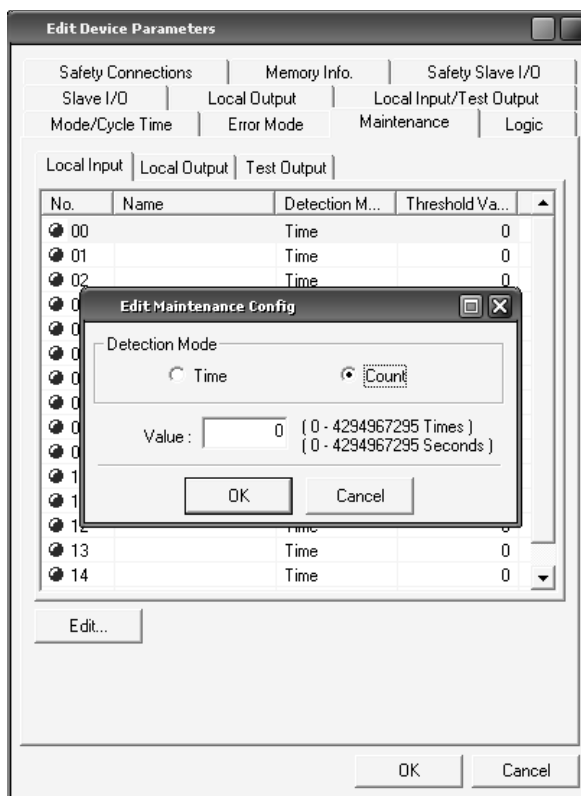 Edit Device Parameters
Safety Connections Memory Info. Safety Slave I/O
Slave I/O Local Output Local Input/Test Output
Mode/Cycle Time Error Mode Maintenance Logic
Local Input Local Output Test Output
No. Name Detection M... Threshold Va...
00 Time 0
01 Time 0
02 Time 0
Edit Maintenance Config
Detection Mode
Time Count
Value : 0 ( 0 - 4294967295 Times )
( 0 - 4294967295 Seconds )
OK Cancel
13 Time 0
14 Time 0
Edit...
OK Cancel